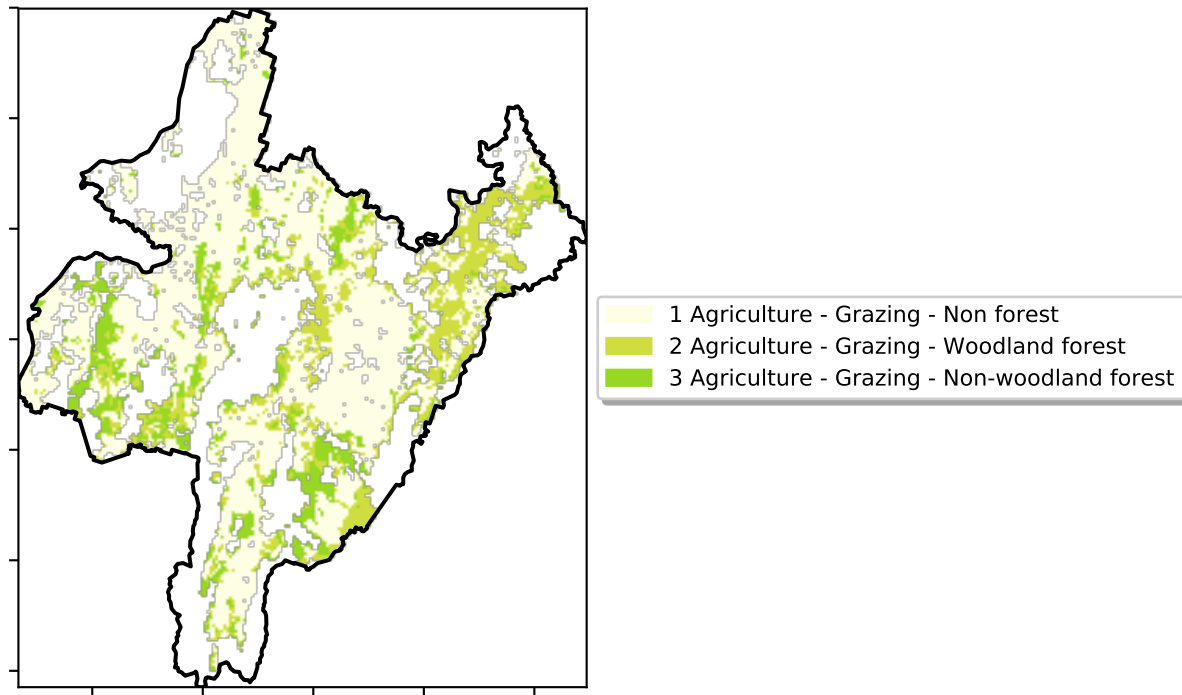 1 Agriculture - Grazing - Non forest
2 Agriculture - Grazing - Woodland forest
3 Agriculture - Grazing - Non-woodland forest